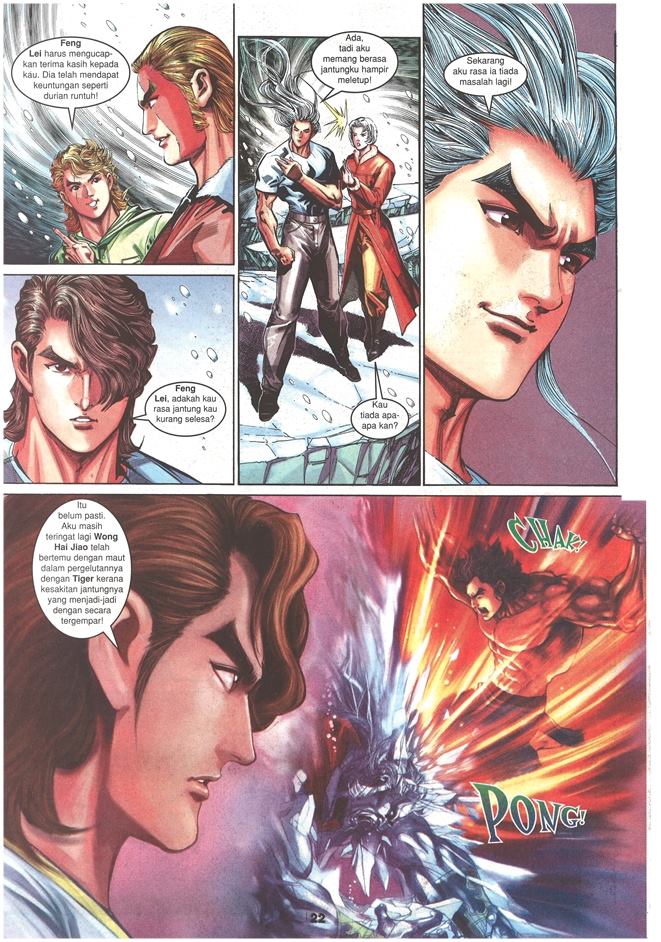 Feng
Lei harus mengucap-
kan terima kasih kepada
kau. Dia telah mendapat
keuntungan seperti
durian runtuh!
Feng
Lei, adakah kau
rasa jantung kau
kurang selesa?
Ada,
tadi aku
memang berasa
jantungku hampir
meletup!
Kau
tiada apa-
apa kan?
Sekarang
aku rasa ia tiada
masalah lagi!
Itu
belum pasti.
Aku masih
teringat lagi Wong
Hai Jiao telah
bertemu dengan maut
dalam pergelutannya
dengan Tiger kerana
kesakitan jantungnya
yang menjadi-jadi
dengan secara
tergempar!
CHAK!
PONG!
22